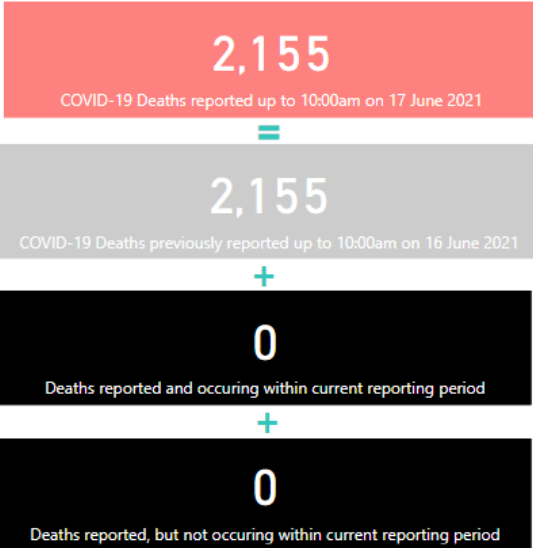 2,155
COVID-19 Deaths reported up to 10:00am on 17 June 2021
=
2,155
COVID-19 Deaths previously reported up to 10:00am on 16 June 2021
+
0
Deaths reported and occuring within current reporting period
+
0
Deaths reported, but not occuring within current reporting period